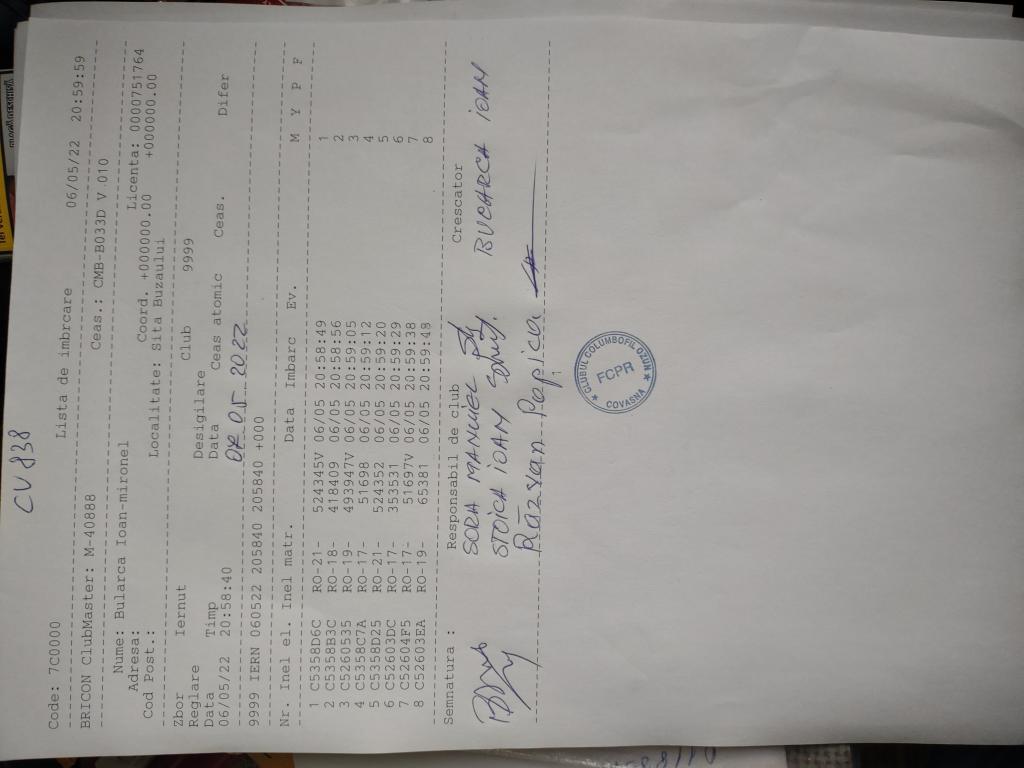 CV 838
Code: 7C0000
Lista de imbrcare 06/05/22 20:59:59
BRICON ClubMaster: M-40888 Ceas.: CMB-B033D V.010
Nume: Bularca Ioan-mironel
Adresa: Licenta: 0000751764
Cod Post.: Coord. +000000.00 +000000.00
Localitate: Sita Buzaului
Zbor Iernut Club 9999
Reglare Desigilare
Data Timp Data Ceas atomic Ceas. Difer
06/05/22 20:58:40 07.05.2022
9999 IERN 060522 205840 205840 +000
Nr. Inel el. Inel matr. Data Imbarc Ev. M Y P F
1 C5358D6C RO-21- 524345V 06/05 20:58:49 1
2 C5358B3C RO-18- 418409 06/05 20:58:56 2
3 C5260535 RO-19- 493947V 06/05 20:59:05 3
4 C5358C7A RO-17- 51698 06/05 20:59:12 4
5 C5358D25 RO-21- 524352 06/05 20:59:20 5
6 C52603DC RO-17- 353531 06/05 20:59:29 6
7 C52604F5 RO-17- 51697V 06/05 20:59:38 7
8 C52603EA RO-19- 65381 06/05 20:59:48 8
Semnatura : Responsabil de club Crescator
SODA MANUEL BUCARCA IOAN
STOICA IOAN
Răzvan Papica
1
CLUBUL COLUMBOFIL OZUN
FCPR
COVASNA